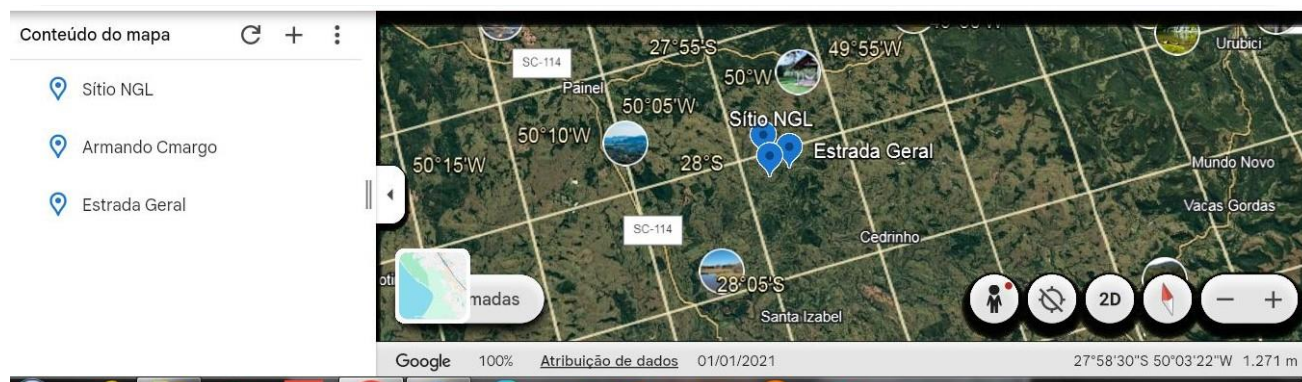 Conteúdo do mapa
Sítio NGL
Armando Cmargo
Estrada Geral
27°55'S
49°55'W
Urubici
SC-114
50°W
Painel
50°05'W
Sítio NGL
50°10'W
Estrada Geral
50°15'W
28°S
Mundo Novo
Vacas Gordas
SC-114
Cedrinho
28°05'S
madas
2D
Santa Izabel
Google 100% Atribuição de dados 01/01/2021 27°58'30"S 50°03'22"W 1.271 m